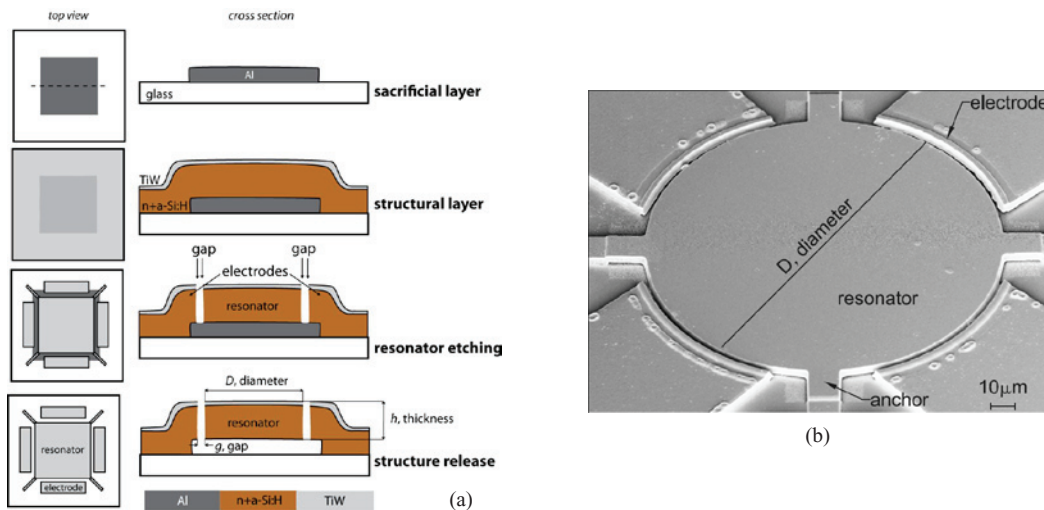 top view
cross section
Al
glass
sacrificial layer
TiW
n+a-Si:H
structural layer
gap
gap
electrodes
resonator
resonator etching
D, diameter
h, thickness
resonator
resonator
g, gap
electrode
structure release
Al
n+a-Si:H
TiW
(a)
electrode
D, diameter
resonator
anchor
10μm
(b)